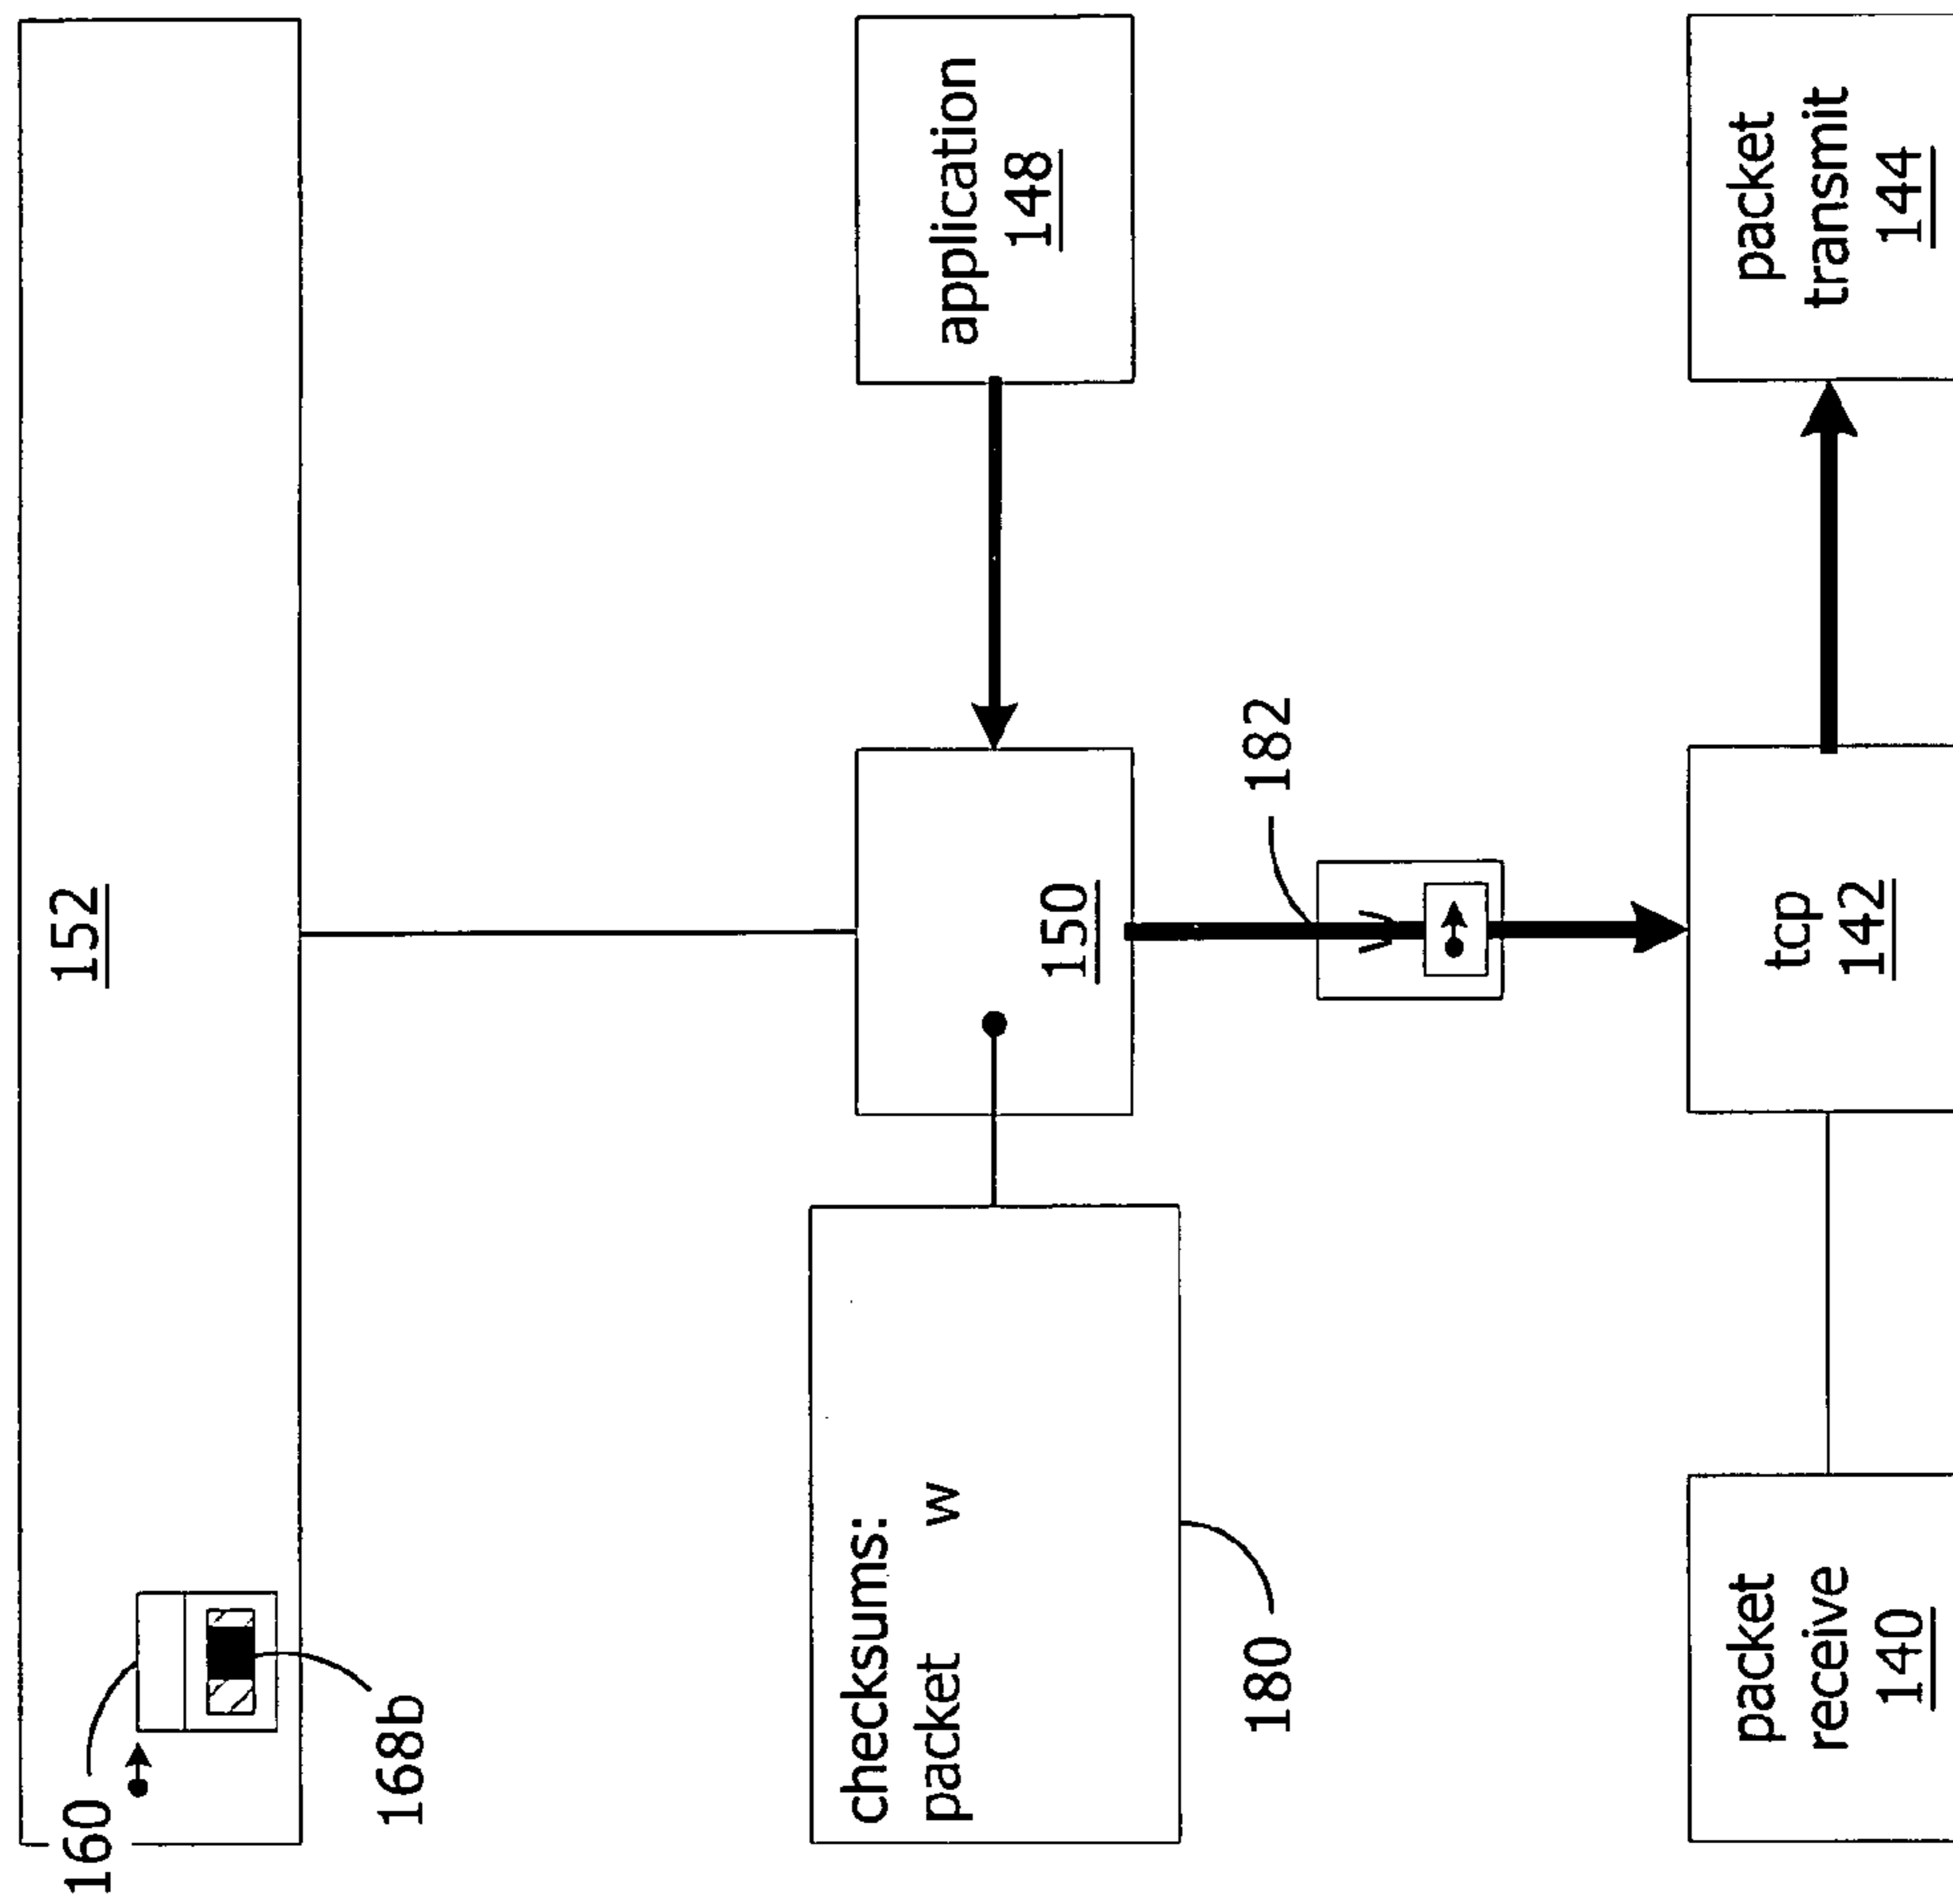 160
152
168b
checksums:
packet w
180
150
application
148
182
packet
receive
140
tcp
142
packet
transmit
144